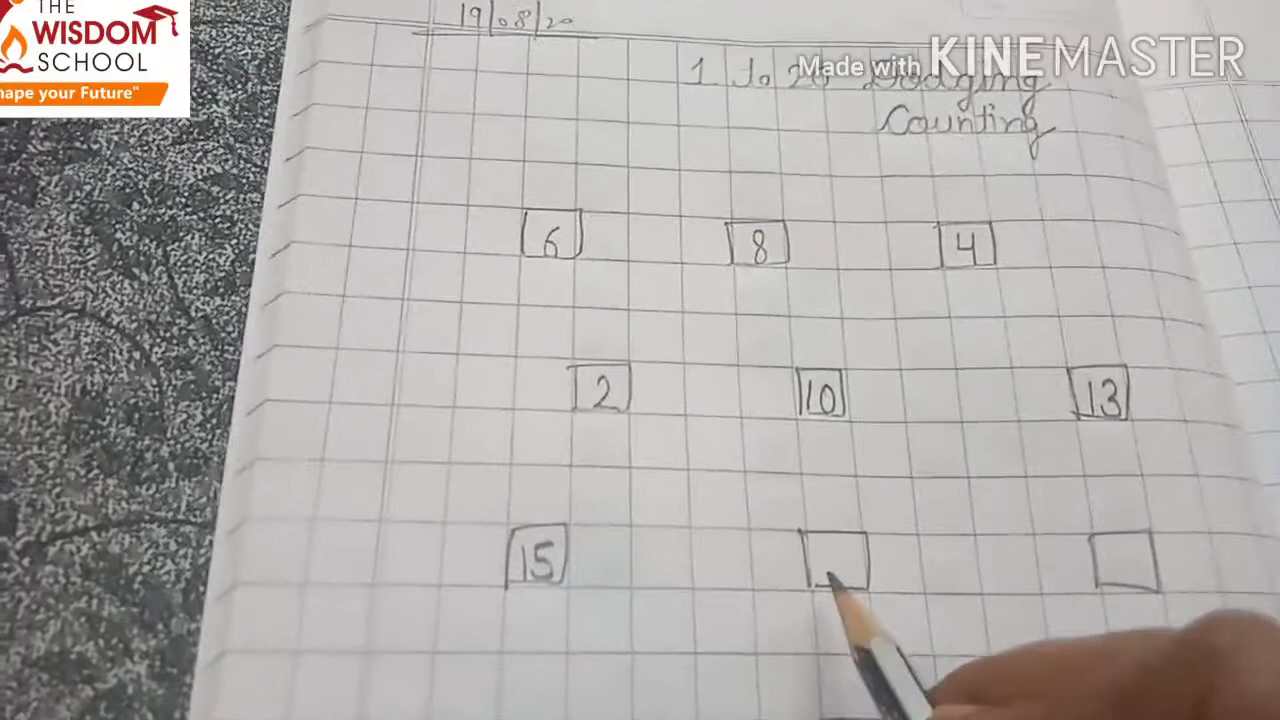 THE
WISDOM
SCHOOL
hape your Future"
19/08/20
Made with KINEMASTER
1 to 20 Dodging
Counting
6 8 4
2 10 13
15